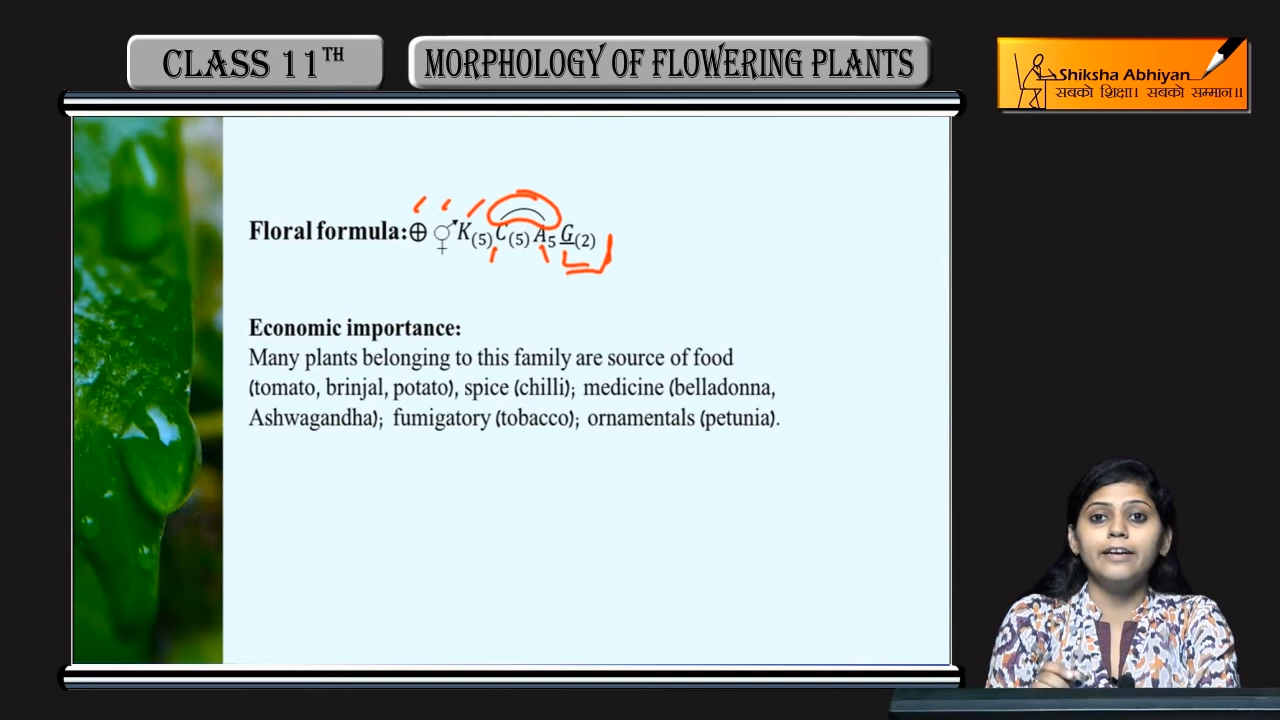 CLASS 11TH
MORPHOLOGY OF FLOWERING PLANTS
Shiksha Abhiyan
सबको शिक्षा। सबको सम्मान॥
Floral formula:⊕ ⚥ K(5) C(5) A5 G(2)
Economic importance:
Many plants belonging to this family are source of food
(tomato, brinjal, potato), spice (chilli); medicine (belladonna,
Ashwagandha); fumigatory (tobacco); ornamentals (petunia).